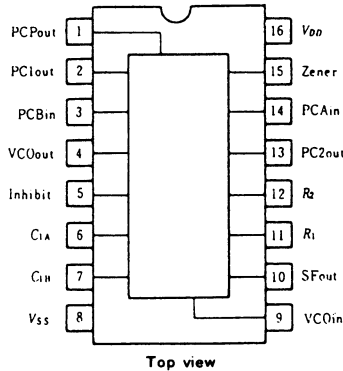 PCPout 1 16 VDD
PC1out 2 15 Zener
PCBin 3 14 PCAin
VCOout 4 13 PC2out
Inhibit 5 12 R2
C1A 6 11 R1
C1B 7 10 SFout
VSS 8 9 VCOin
Top view